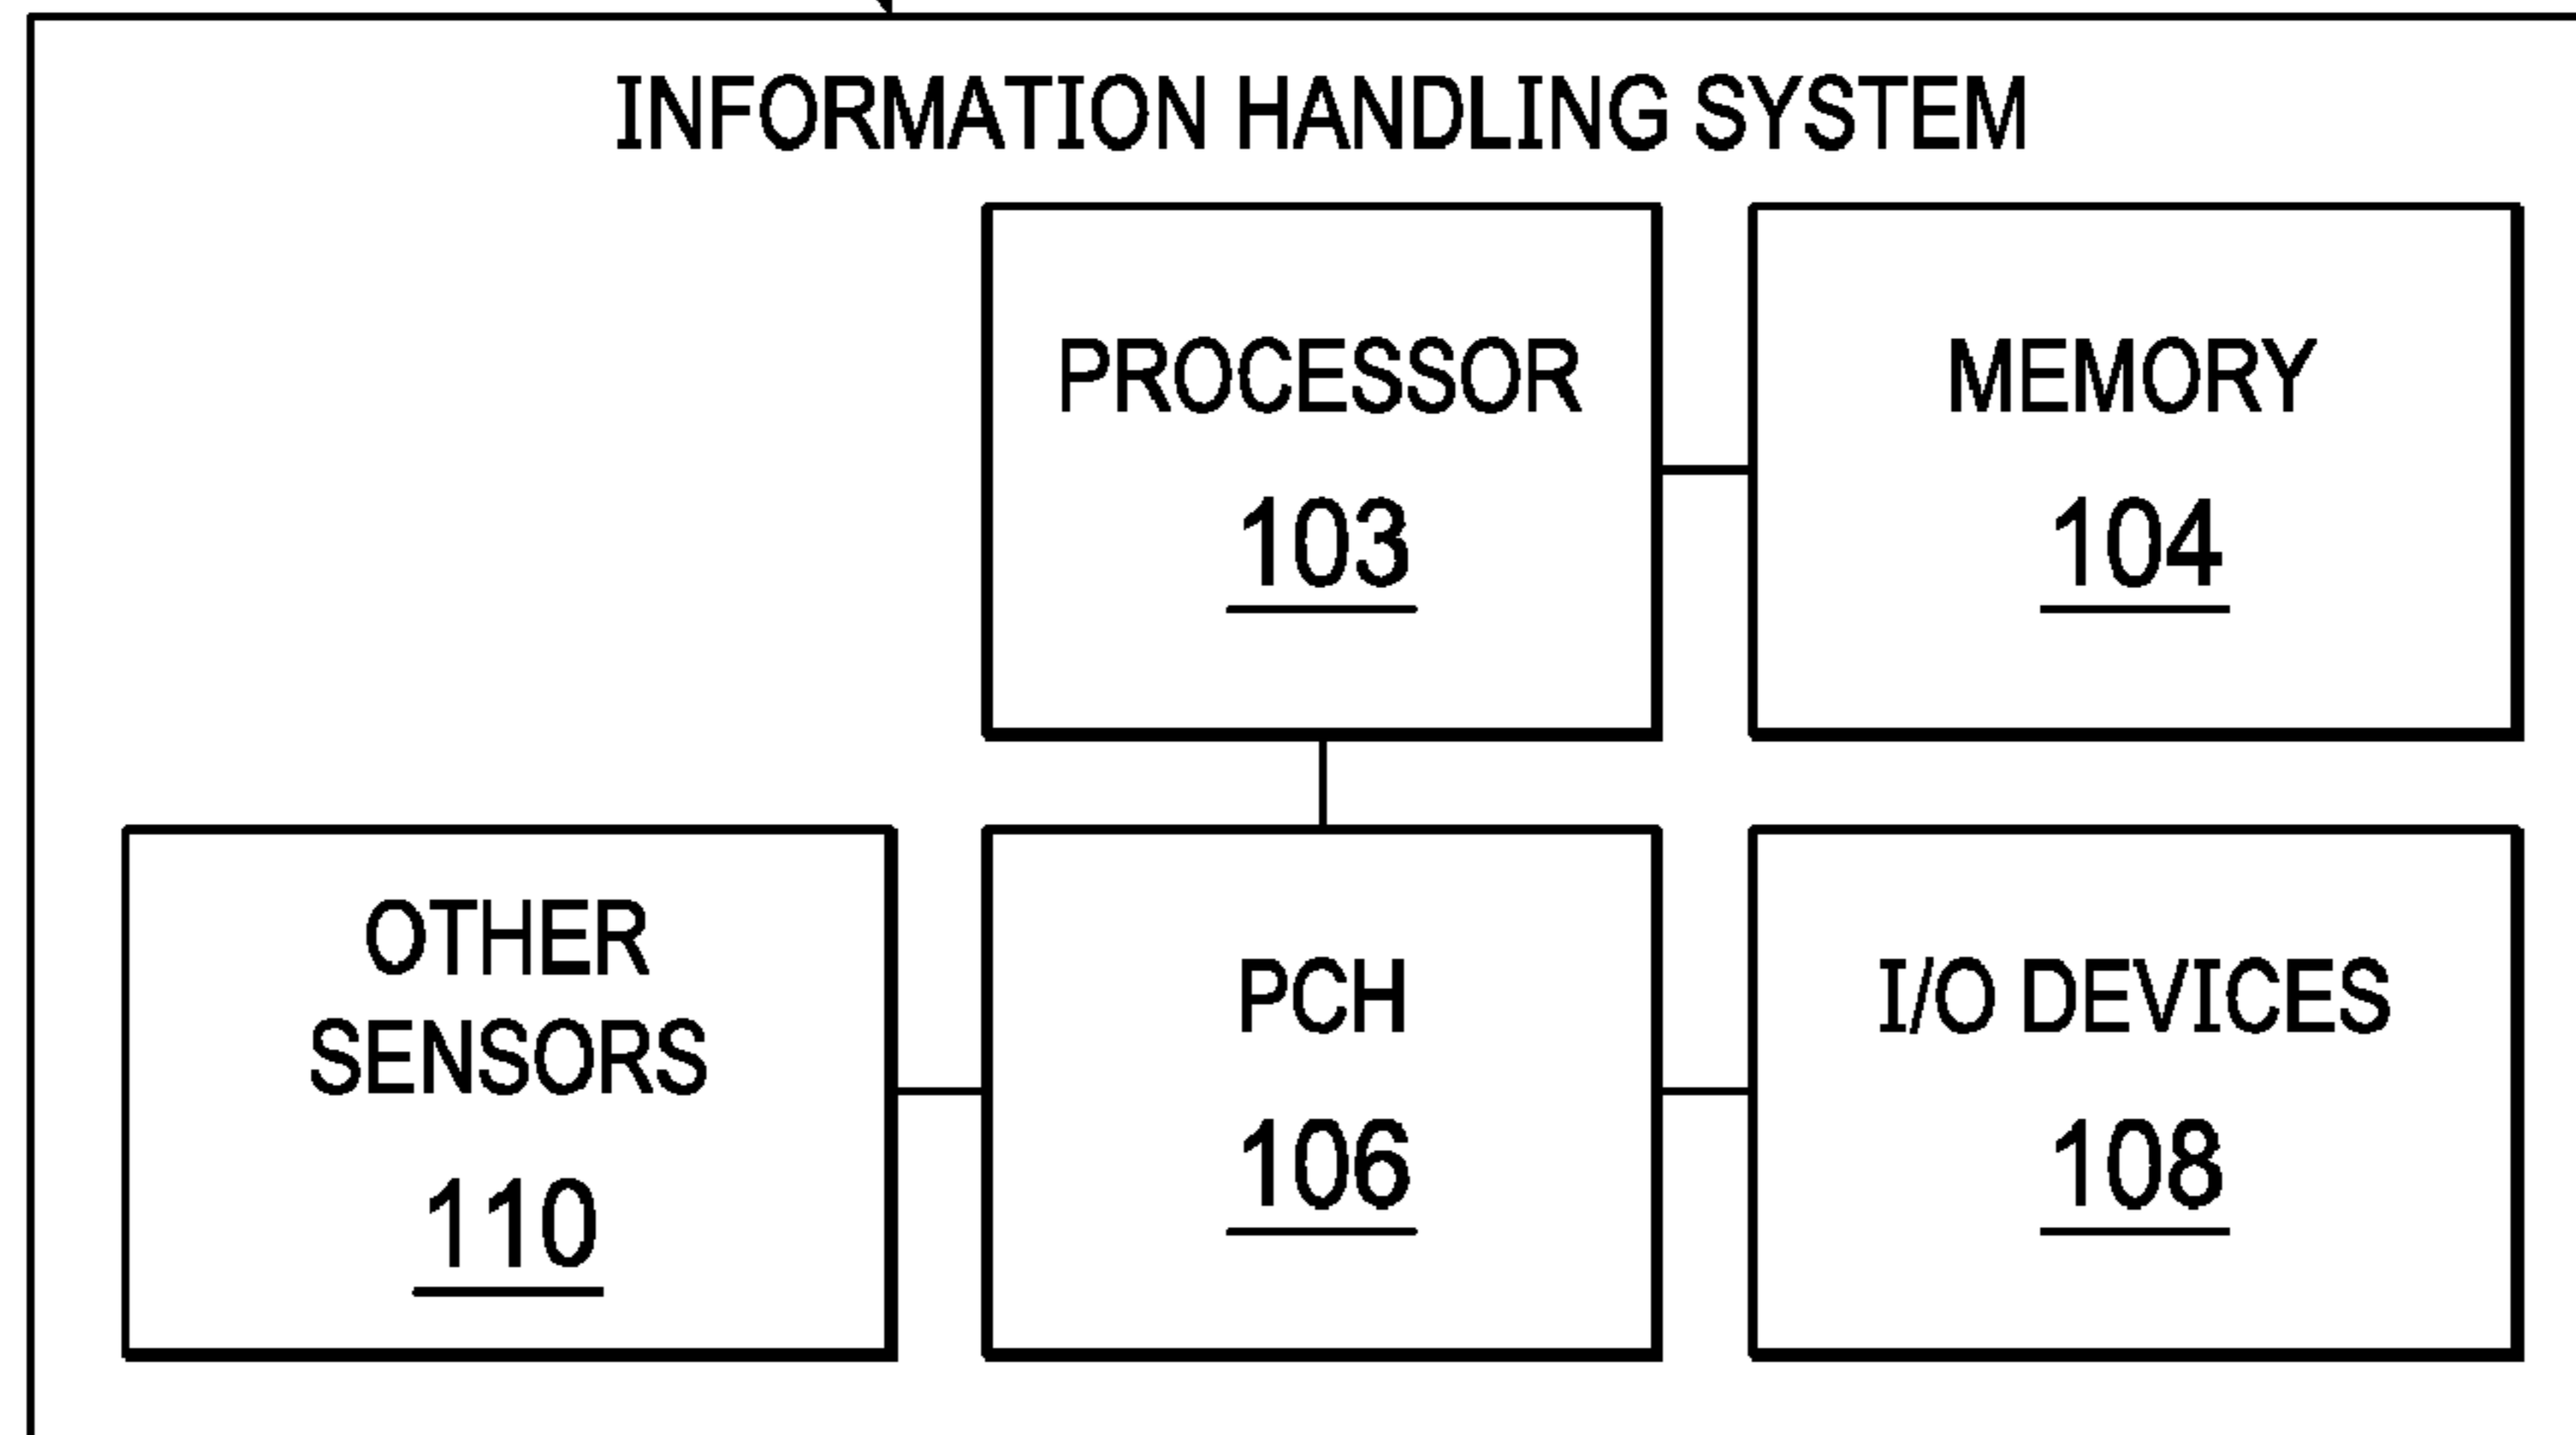 INFORMATION HANDLING SYSTEM
PROCESSOR
103
MEMORY
104
OTHER
SENSORS
110
PCH
106
I/O DEVICES
108